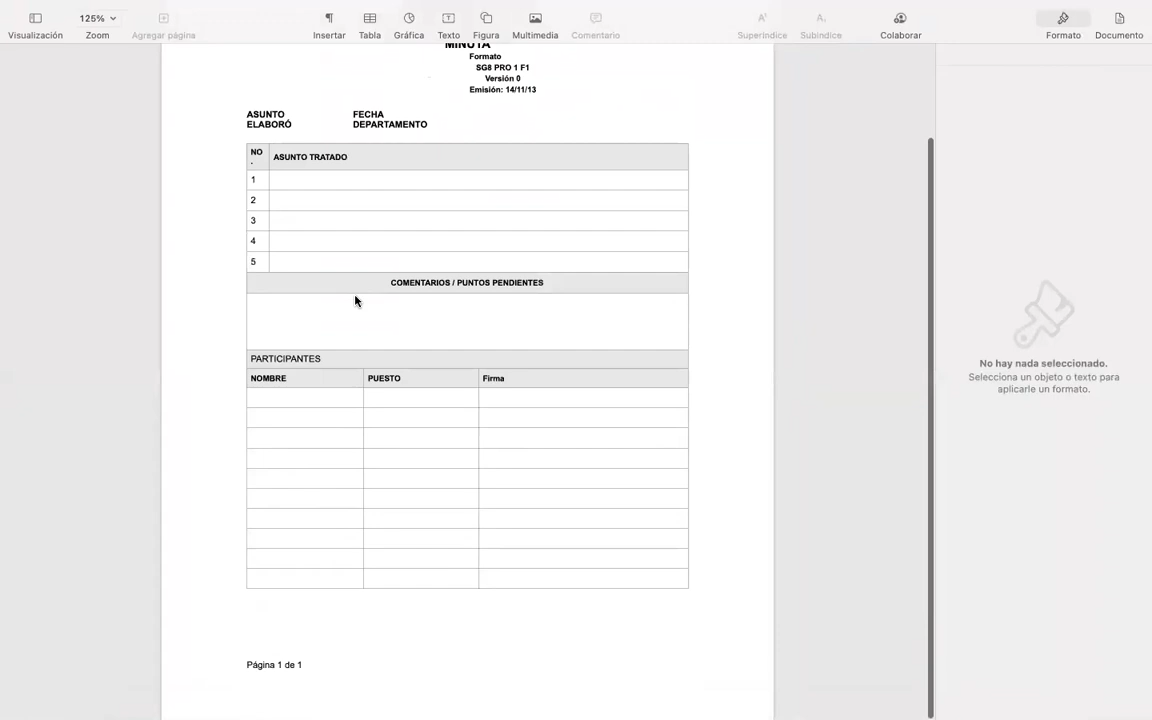 125%
Visualización Zoom Agregar página Insertar Tabla Gráfica Texto Figura Multimedia Comentario Superíndice Subíndice Colaborar Formato Documento
MINUTA
Formato
SG8 PRO 1 F1
Versión 0
Emisión: 14/11/13
ASUNTO FECHA
ELABORÓ DEPARTAMENTO
NO. ASUNTO TRATADO
1
2
3
4
5
COMENTARIOS / PUNTOS PENDIENTES
PARTICIPANTES
NOMBRE PUESTO Firma
Página 1 de 1
No hay nada seleccionado.
Selecciona un objeto o texto para
aplicarle un formato.